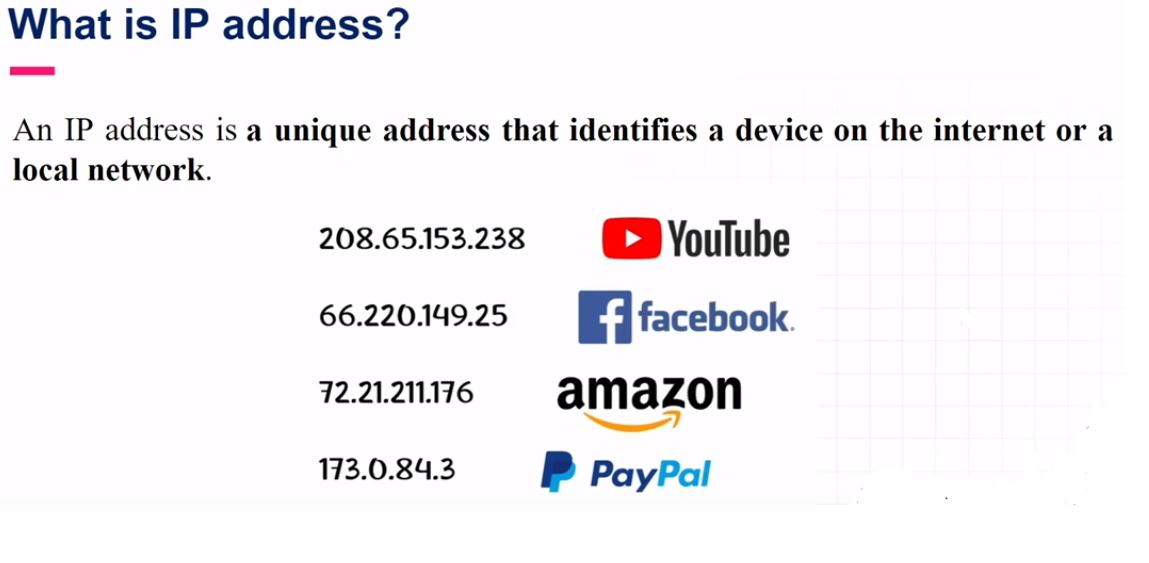 What is IP address?
An IP address is a unique address that identifies a device on the internet or a
local network.
208.65.153.238 YouTube
66.220.149.25 facebook.
72.21.211.176 amazon
173.0.84.3 PayPal